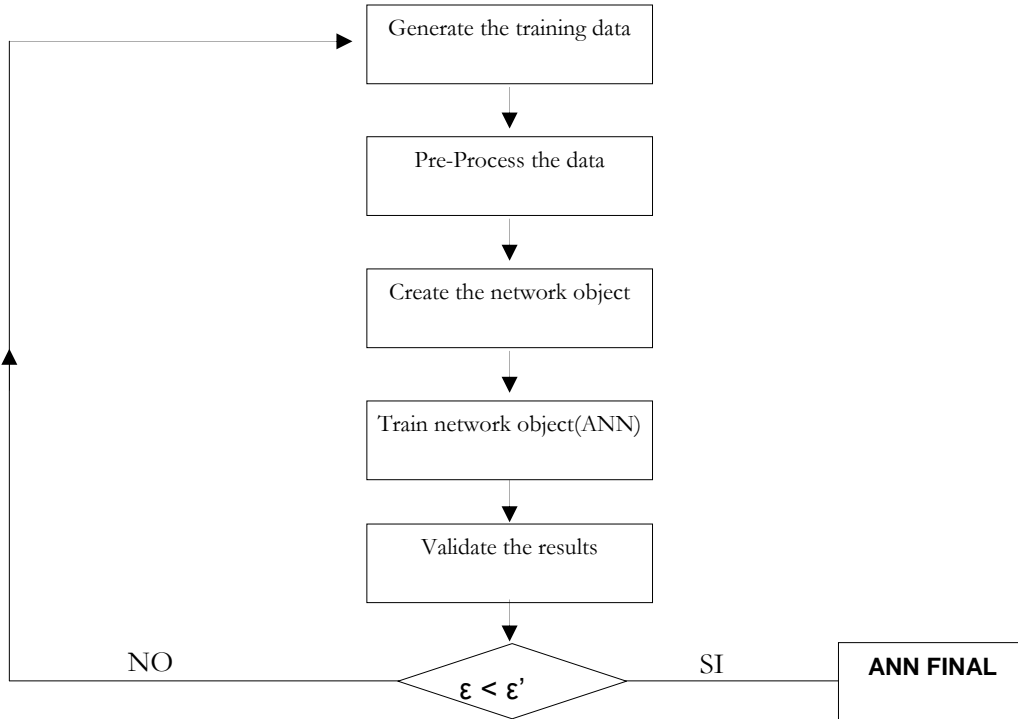 Generate the training data
Pre-Process the data
Create the network object
Train network object(ANN)
Validate the results
NO
ε < ε’
SI
ANN FINAL